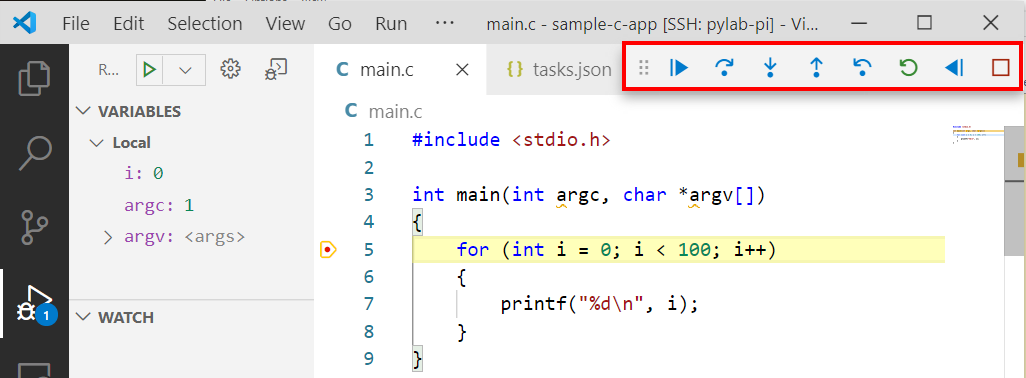 File Edit Selection Run ··· main.c - sample-c-app [SSH: pylab-pi] - Vi...
R...
main.c
{} tasks.json
VARIABLES
Local
i: 0
argc: 1
argv: <args>
WATCH
1
C main.c
1 #include <stdio.h>
2
3 int main(int argc, char *argv[])
4 {
5 for (int i = 0; i < 100; i++)
6 {
7 printf("%d\n", i);
8 }
9 }